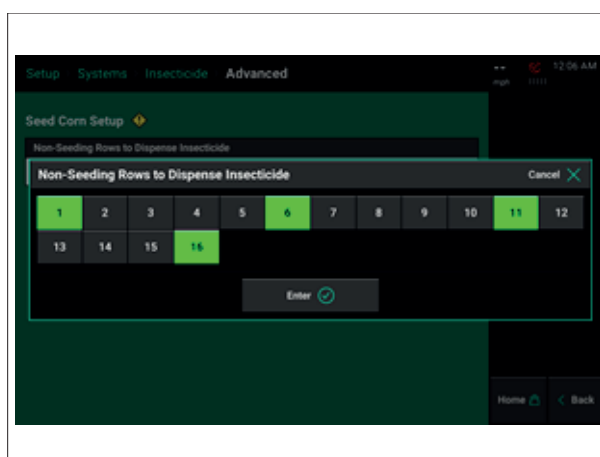 Setup Systems Insecticide Advanced
-- mph 12:06 AM
Seed Corn Setup
Non-Seeding Rows to Dispense Insecticide
Non-Seeding Rows to Dispense Insecticide Cancel
1 2 3 4 5 6 7 8 9 10 11 12
13 14 15 16
Enter
Home Back